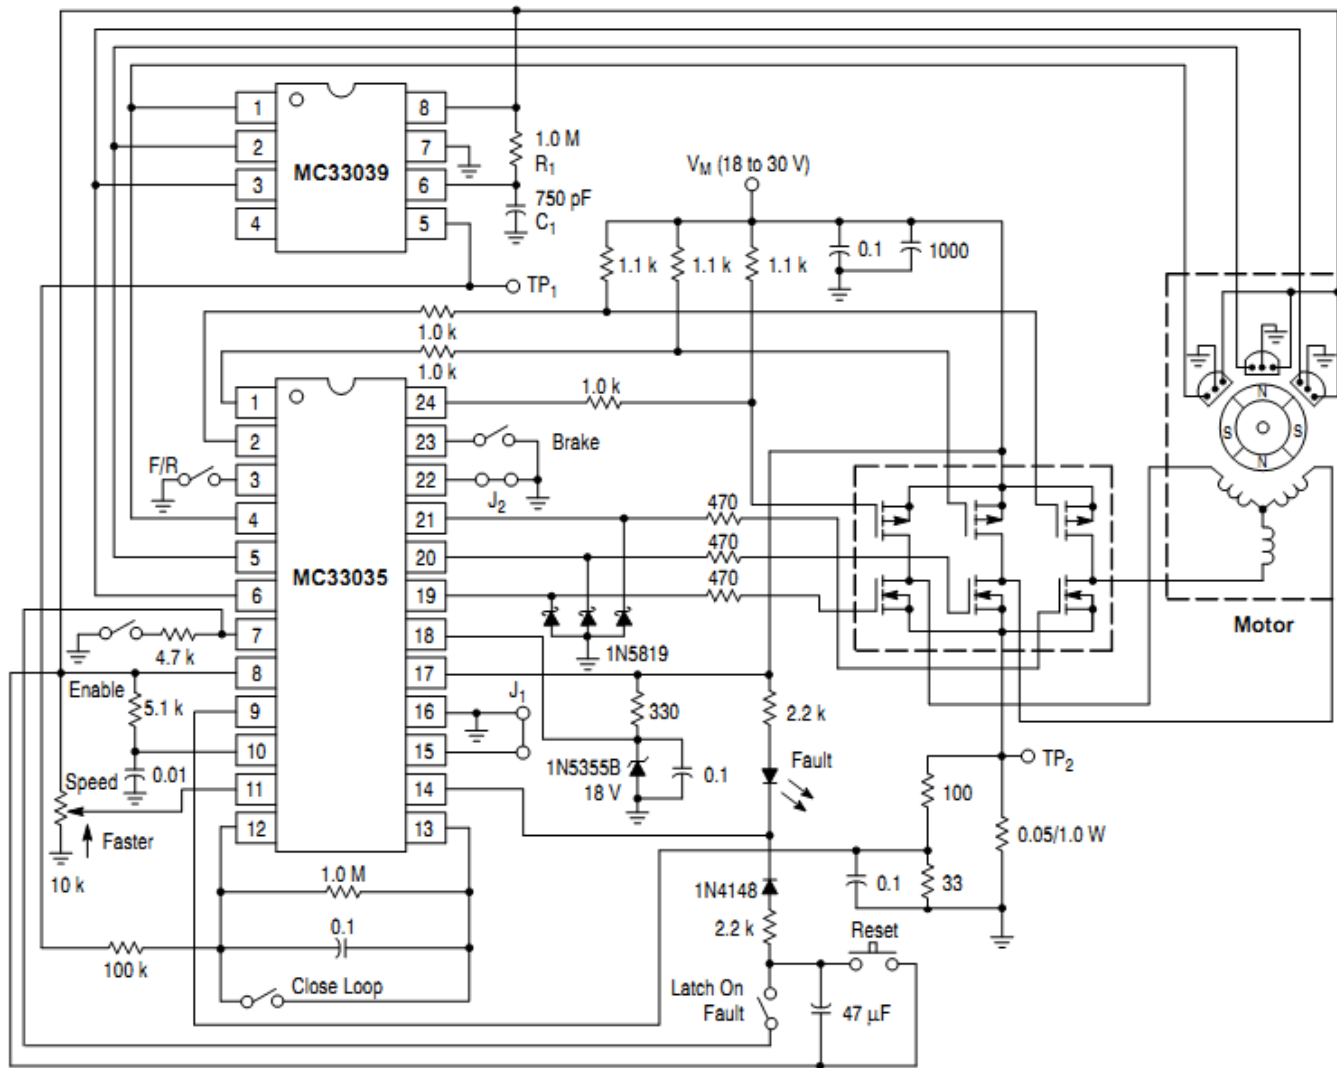 1
2
3
4
MC33039
8
7
6
5
1.0 M
R1
750 pF
C1
TP1
VM (18 to 30 V)
1.1 k
1.1 k
1.1 k
0.1
1000
1.0 k
1.0 k
1.0 k
N
S
S
N
Motor
1
2
3
4
5
6
7
8
9
10
11
12
MC33035
24
23
22
21
20
19
18
17
16
15
14
13
F/R
Brake
J2
470
470
470
1N5819
4.7 k
Enable
5.1 k
Speed
0.01
Faster
10 k
J1
330
1N5355B
18 V
0.1
2.2 k
Fault
TP2
100
0.05/1.0 W
0.1
33
1N4148
2.2 k
Reset
1.0 M
0.1
100 k
Close Loop
Latch On
Fault
47 μF